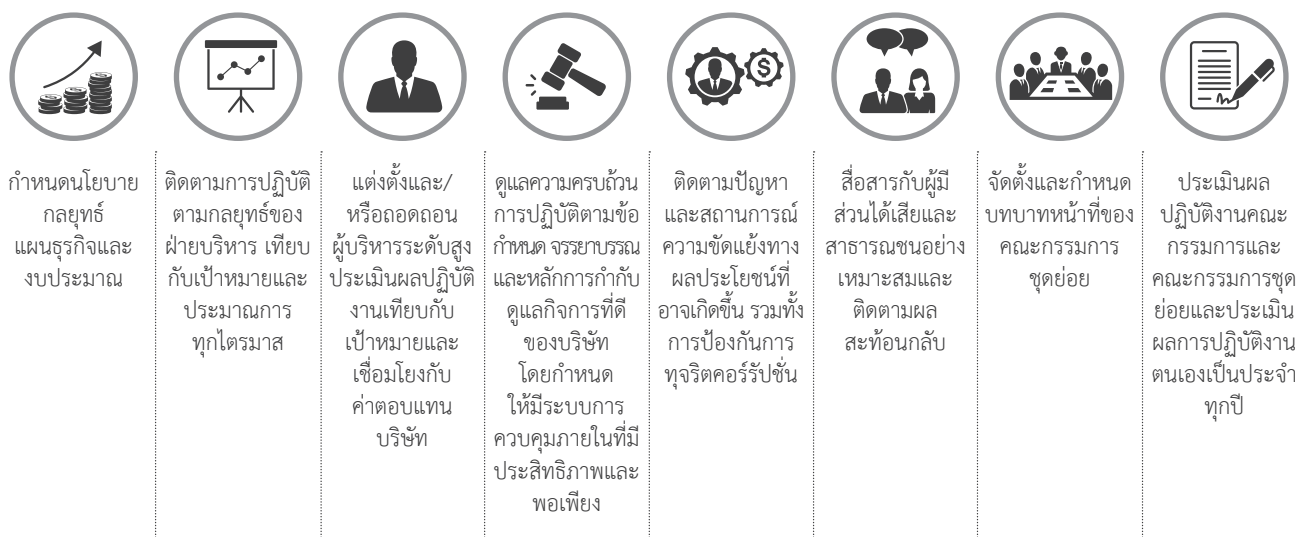 กำหนดนโยบาย
กลยุทธ์
แผนธุรกิจและ
งบประมาณ
ติดตามการปฏิบัติ
ตามกลยุทธ์ของ
ฝ่ายบริหาร เทียบ
กับเป้าหมายและ
ประมาณการ
ทุกไตรมาส
แต่งตั้งและ/
หรือถอดถอน
ผู้บริหารระดับสูง
ประเมินผลปฏิบัติ
งานเทียบกับ
เป้าหมายและ
เชื่อมโยงกับ
ค่าตอบแทน
บริษัท
ดูแลความครบถ้วน
การปฏิบัติตามข้อ
กำหนด จรรยาบรรณ
และหลักการกำกับ
ดูแลกิจการที่ดี
ของบริษัท
โดยกำหนด
ให้มีระบบการ
ควบคุมภายในที่มี
ประสิทธิภาพและ
พอเพียง
ติดตามปัญหา
และสถานการณ์
ความขัดแย้งทาง
ผลประโยชน์ที่
อาจเกิดขึ้น รวมทั้ง
การป้องกันการ
ทุจริตคอร์รัปชั่น
สื่อสารกับผู้มี
ส่วนได้เสียและ
สาธารณชนอย่าง
เหมาะสมและ
ติดตามผล
สะท้อนกลับ
จัดตั้งและกำหนด
บทบาทหน้าที่ของ
คณะกรรมการ
ชุดย่อย
ประเมินผล
ปฏิบัติงานคณะ
กรรมการและ
คณะกรรมการชุด
ย่อยและประเมิน
ผลการปฏิบัติงาน
ตนเองเป็นประจำ
ทุกปี